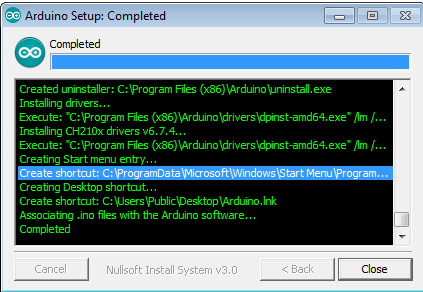 Arduino Setup: Completed
Completed
Created uninstaller: C:\Program Files (x86)\Arduino\uninstall.exe
Installing drivers...
Execute: "C:\Program Files (x86)\Arduino\drivers/dpinst-amd64.exe" /lm /...
Installing CH210x drivers v6.7.4...
Execute: "C:\Program Files (x86)\Arduino\drivers/dpinst-amd64.exe" /lm /...
Creating Start menu entry...
Create shortcut: C:\ProgramData\Microsoft\Windows\Start Menu\Program...
Creating Desktop shortcut...
Create shortcut: C:\Users\Public\Desktop\Arduino.lnk
Associating .ino files with the Arduino software...
Completed
Cancel Nullsoft Install System v3.0 < Back Close